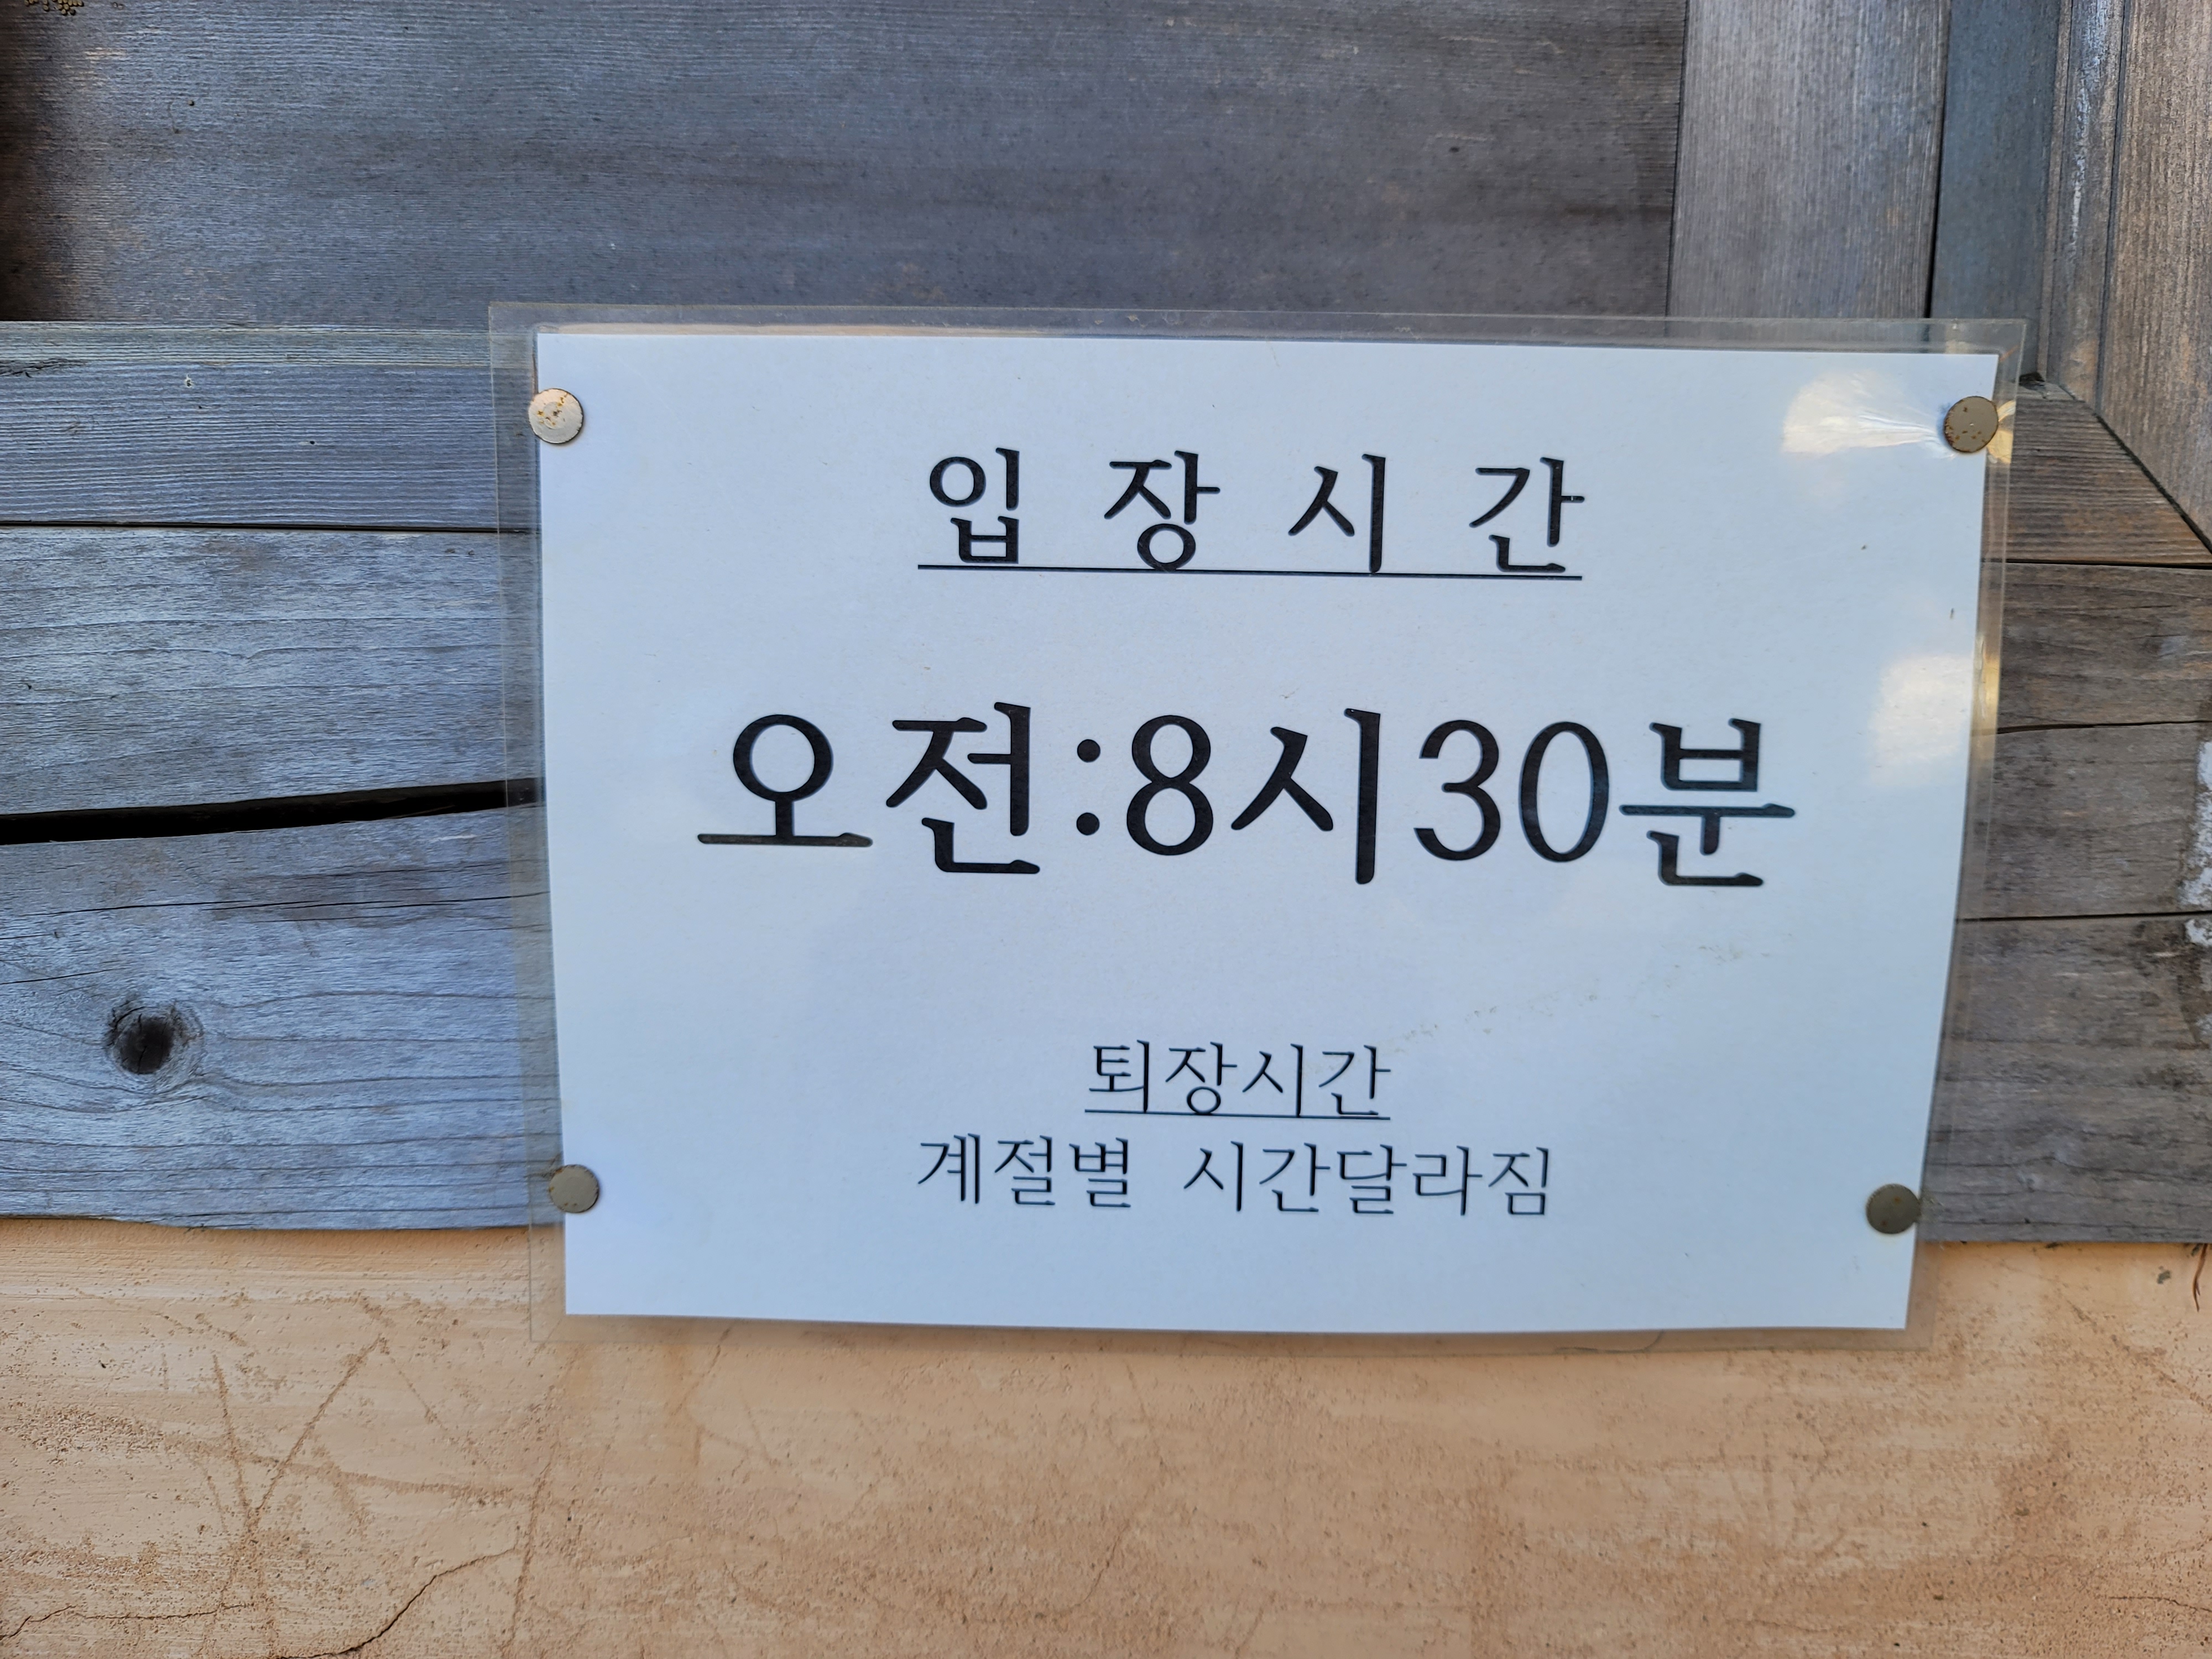 입 장 시 간
오전:8시30분
퇴장시간
계절별 시간달라짐